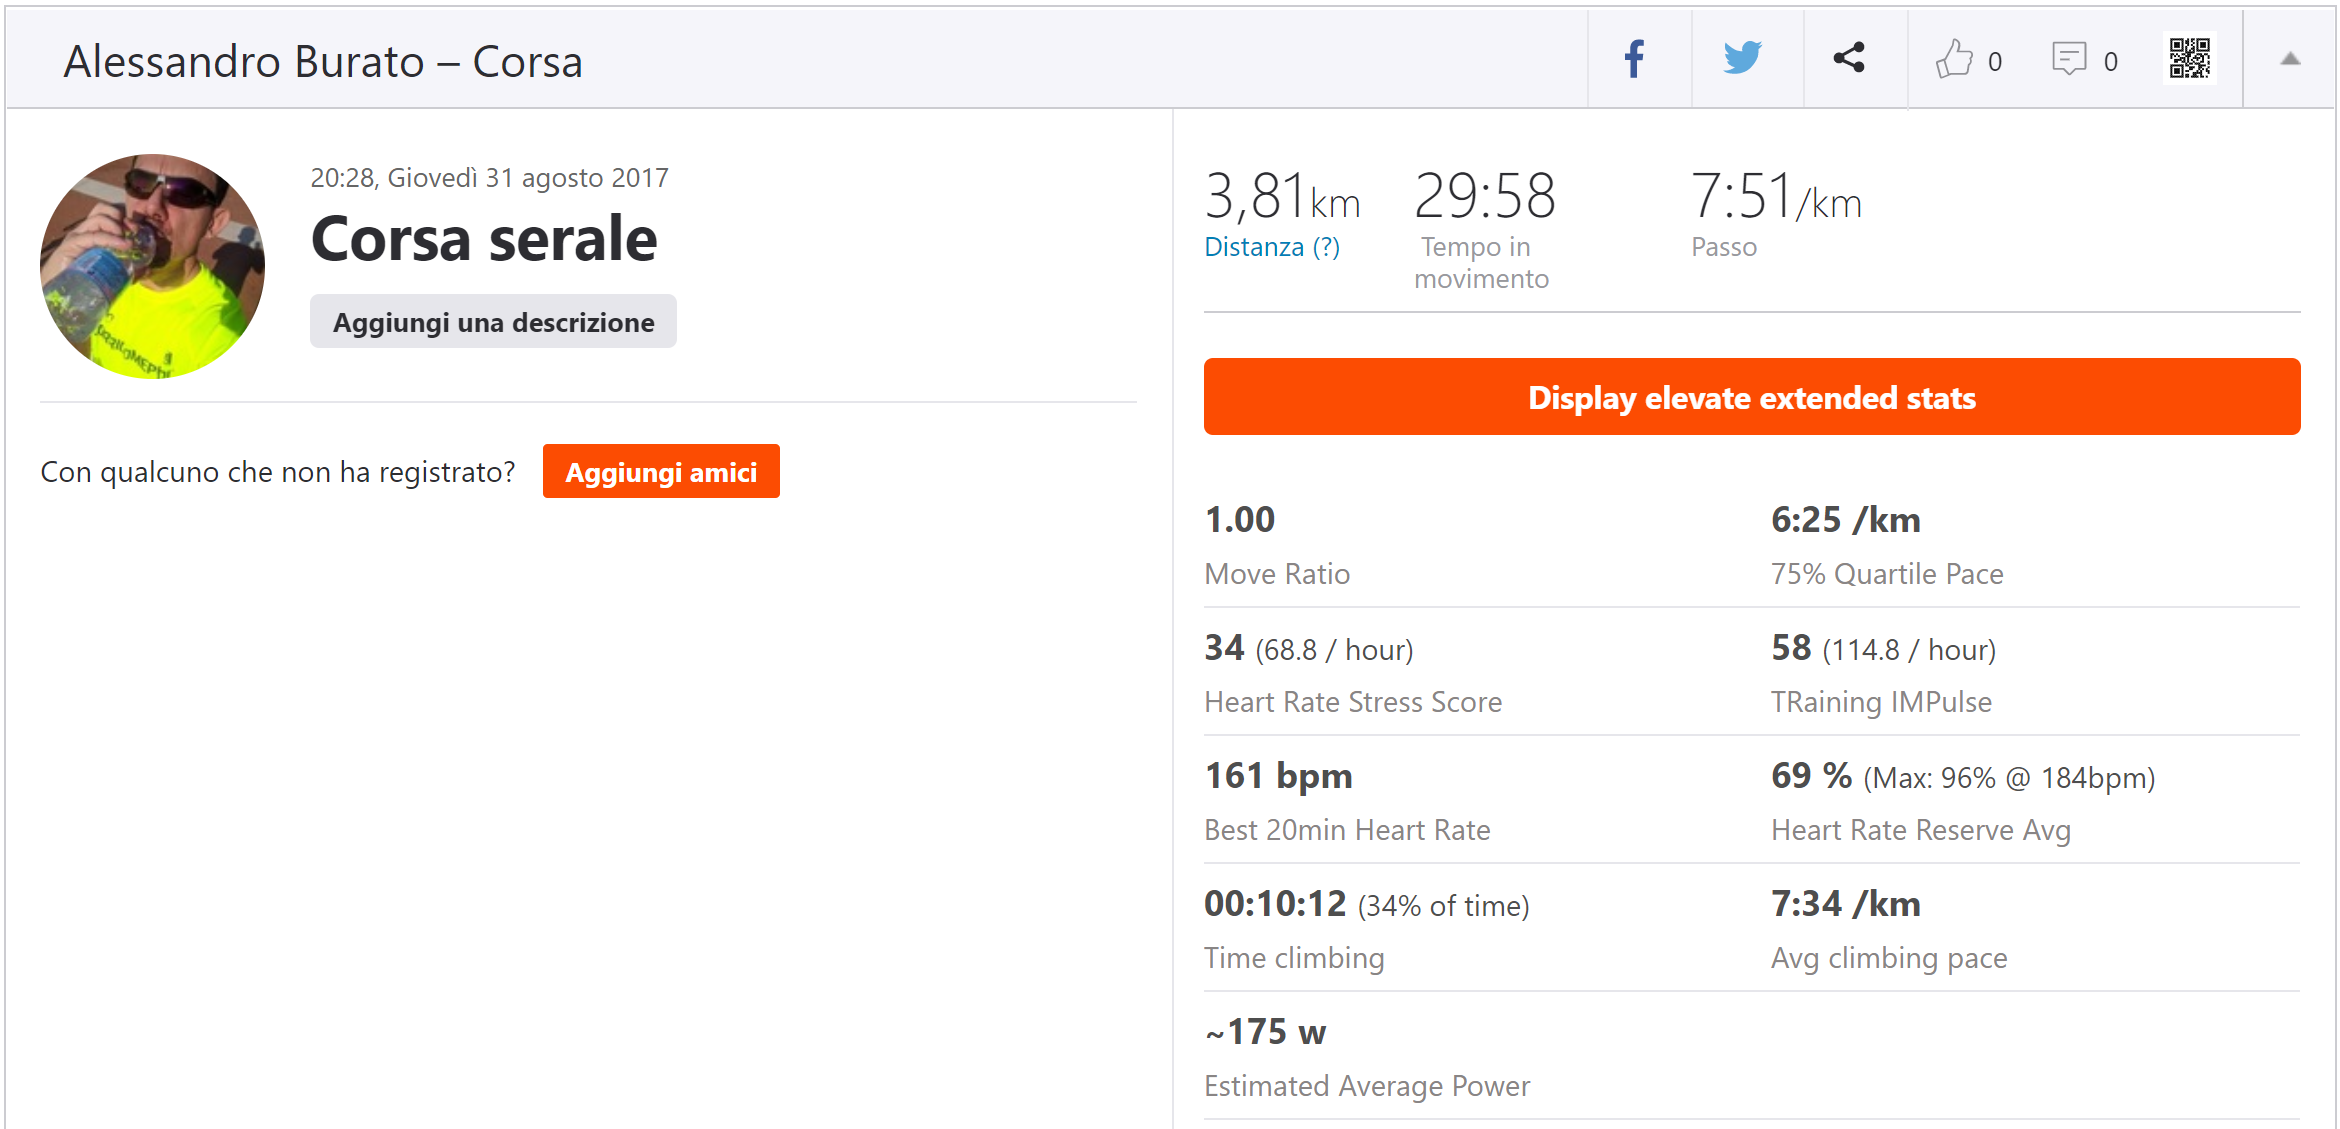 Alessandro Burato – Corsa
0
0
20:28, Giovedì 31 agosto 2017
Corsa serale
Aggiungi una descrizione
Con qualcuno che non ha registrato?
Aggiungi amici
3,81km
29:58
7:51/km
Distanza (?)
Tempo in
movimento
Passo
Display elevate extended stats
1.00
6:25 /km
Move Ratio
75% Quartile Pace
34 (68.8 / hour)
58 (114.8 / hour)
Heart Rate Stress Score
TRaining IMPulse
161 bpm
69 % (Max: 96% @ 184bpm)
Best 20min Heart Rate
Heart Rate Reserve Avg
00:10:12 (34% of time)
7:34 /km
Time climbing
Avg climbing pace
~175 w
Estimated Average Power